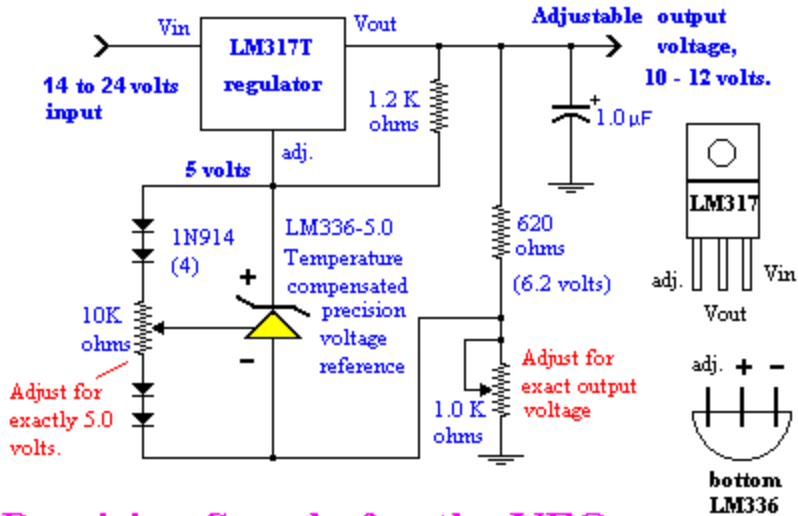 Vin
LM317T
regulator
Vout
Adjustable output
voltage,
10 - 12 volts.
14 to 24 volts
input
1.2 K
ohms
+
1.0 µF
adj.
5 volts
1N914
(4)
LM336-5.0
Temperature
compensated
precision
voltage
reference
+
-
620
ohms
(6.2 volts)
LM317
adj.
Vin
Vout
10K
ohms
Adjust for
exactly 5.0
volts.
Adjust for
exact output
voltage
1.0 K
ohms
adj. + -
bottom
LM336